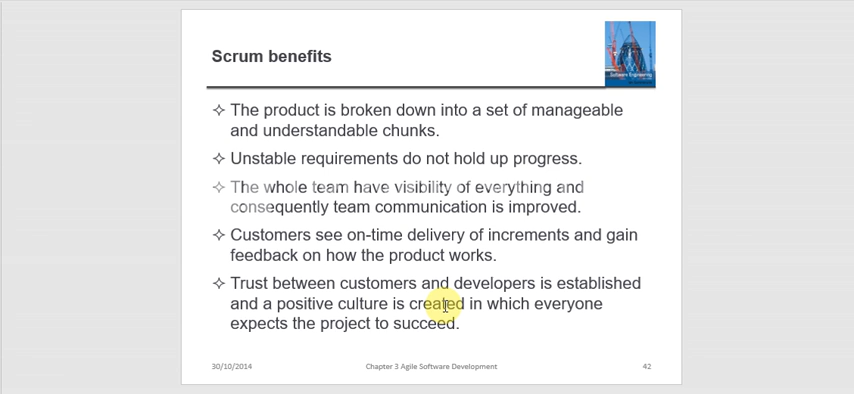 Scrum benefits
Software Engineering
✧ The product is broken down into a set of manageable
and understandable chunks.
✧ Unstable requirements do not hold up progress.
✧ The whole team have visibility of everything and
consequently team communication is improved.
✧ Customers see on-time delivery of increments and gain
feedback on how the product works.
✧ Trust between customers and developers is established
and a positive culture is created in which everyone
expects the project to succeed.
30/10/2014 Chapter 3 Agile Software Development 42